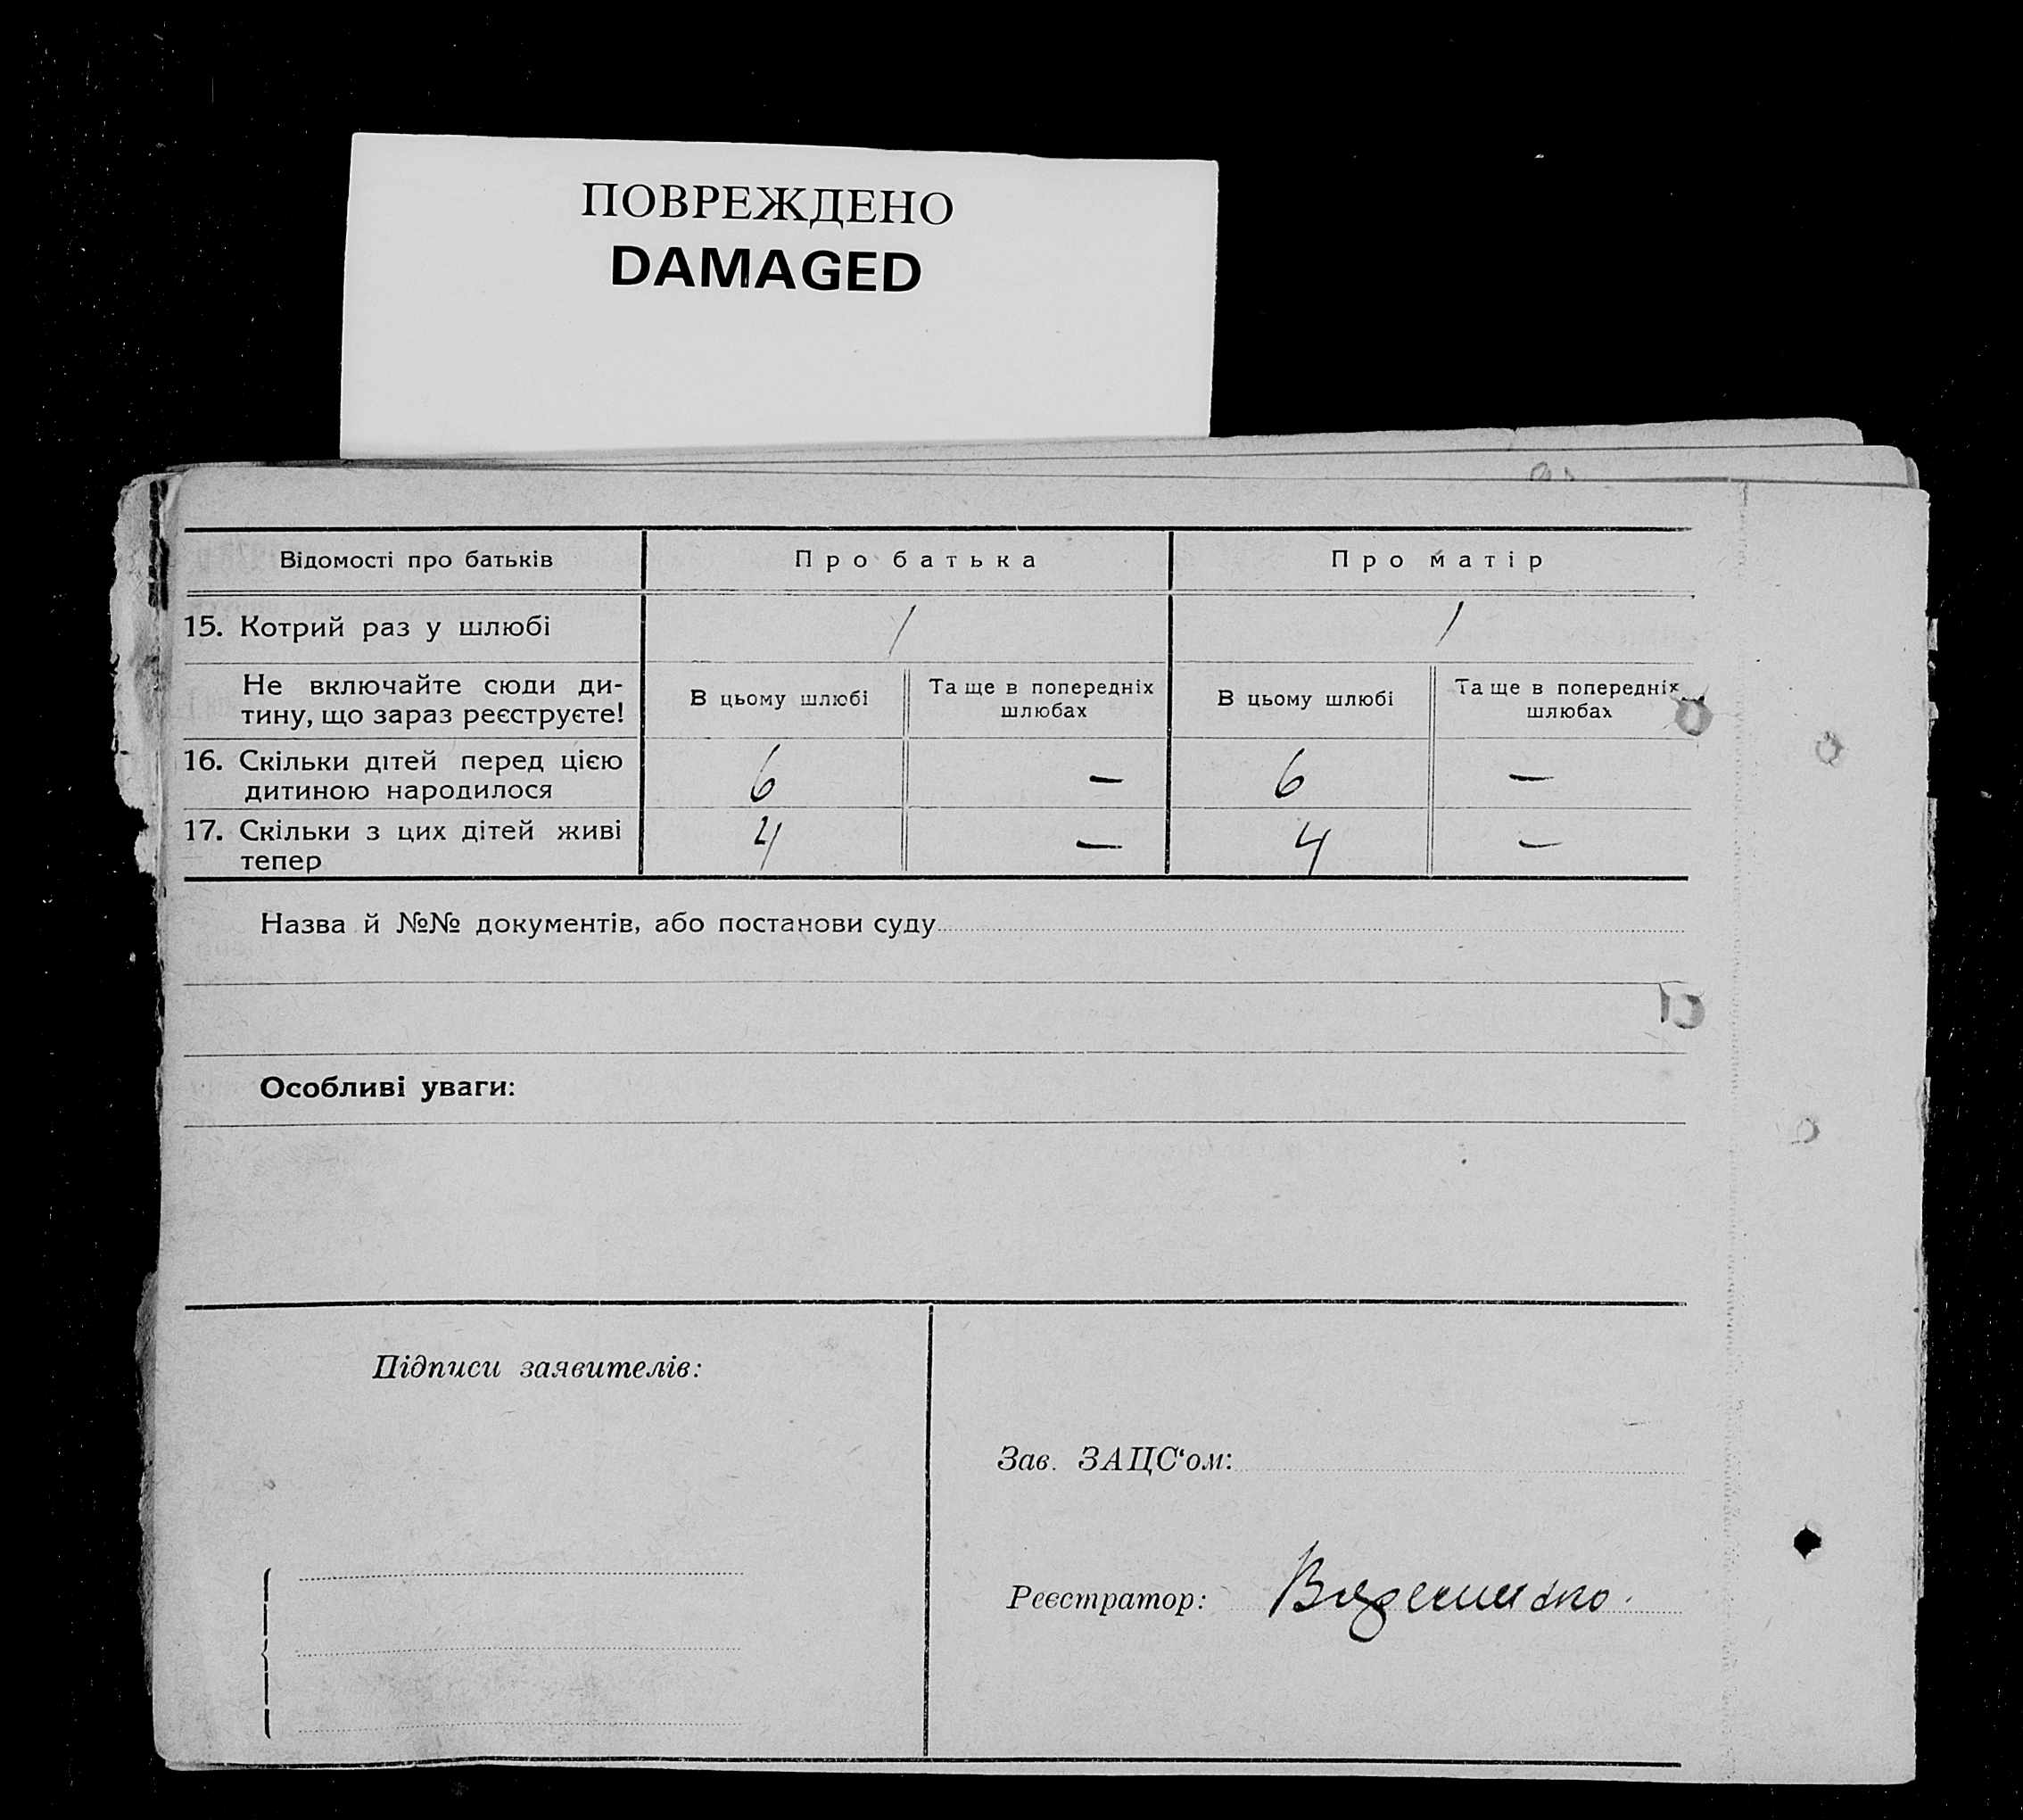 ПОВРЕЖДЕНО
DAMAGED
Відомості про батьків
Про батька
Про матір
15. Котрий раз у шлюбі
1
1
Не включайте сюди ди-
тину, що зараз реєструєте!
В цьому шлюбі
Та ще в попередніх
шлюбах
В цьому шлюбі
Та ще в попередніх
шлюбах
16. Скільки дітей перед цією
дитиною народилося
6
—
6
—
17. Скільки з цих дітей живі
тепер
4
—
4
—
Назва й №№ документів, або постанови суду
Особливі уваги:
Підписи заявителів:
Зав. ЗАЦС‘ом:
Реєстратор: